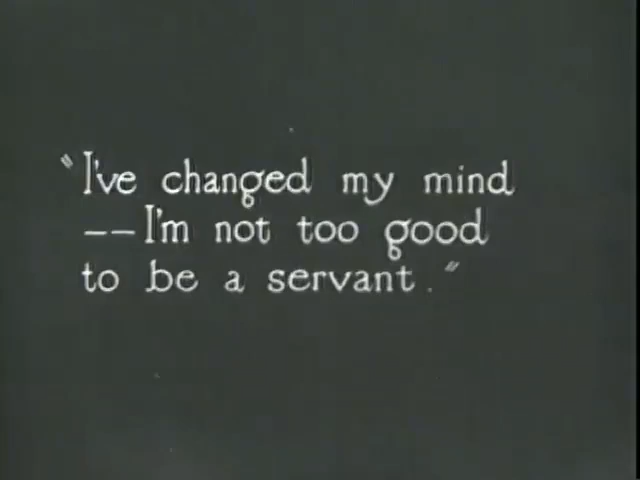 "I've changed my mind
--I'm not too good
to be a servant."